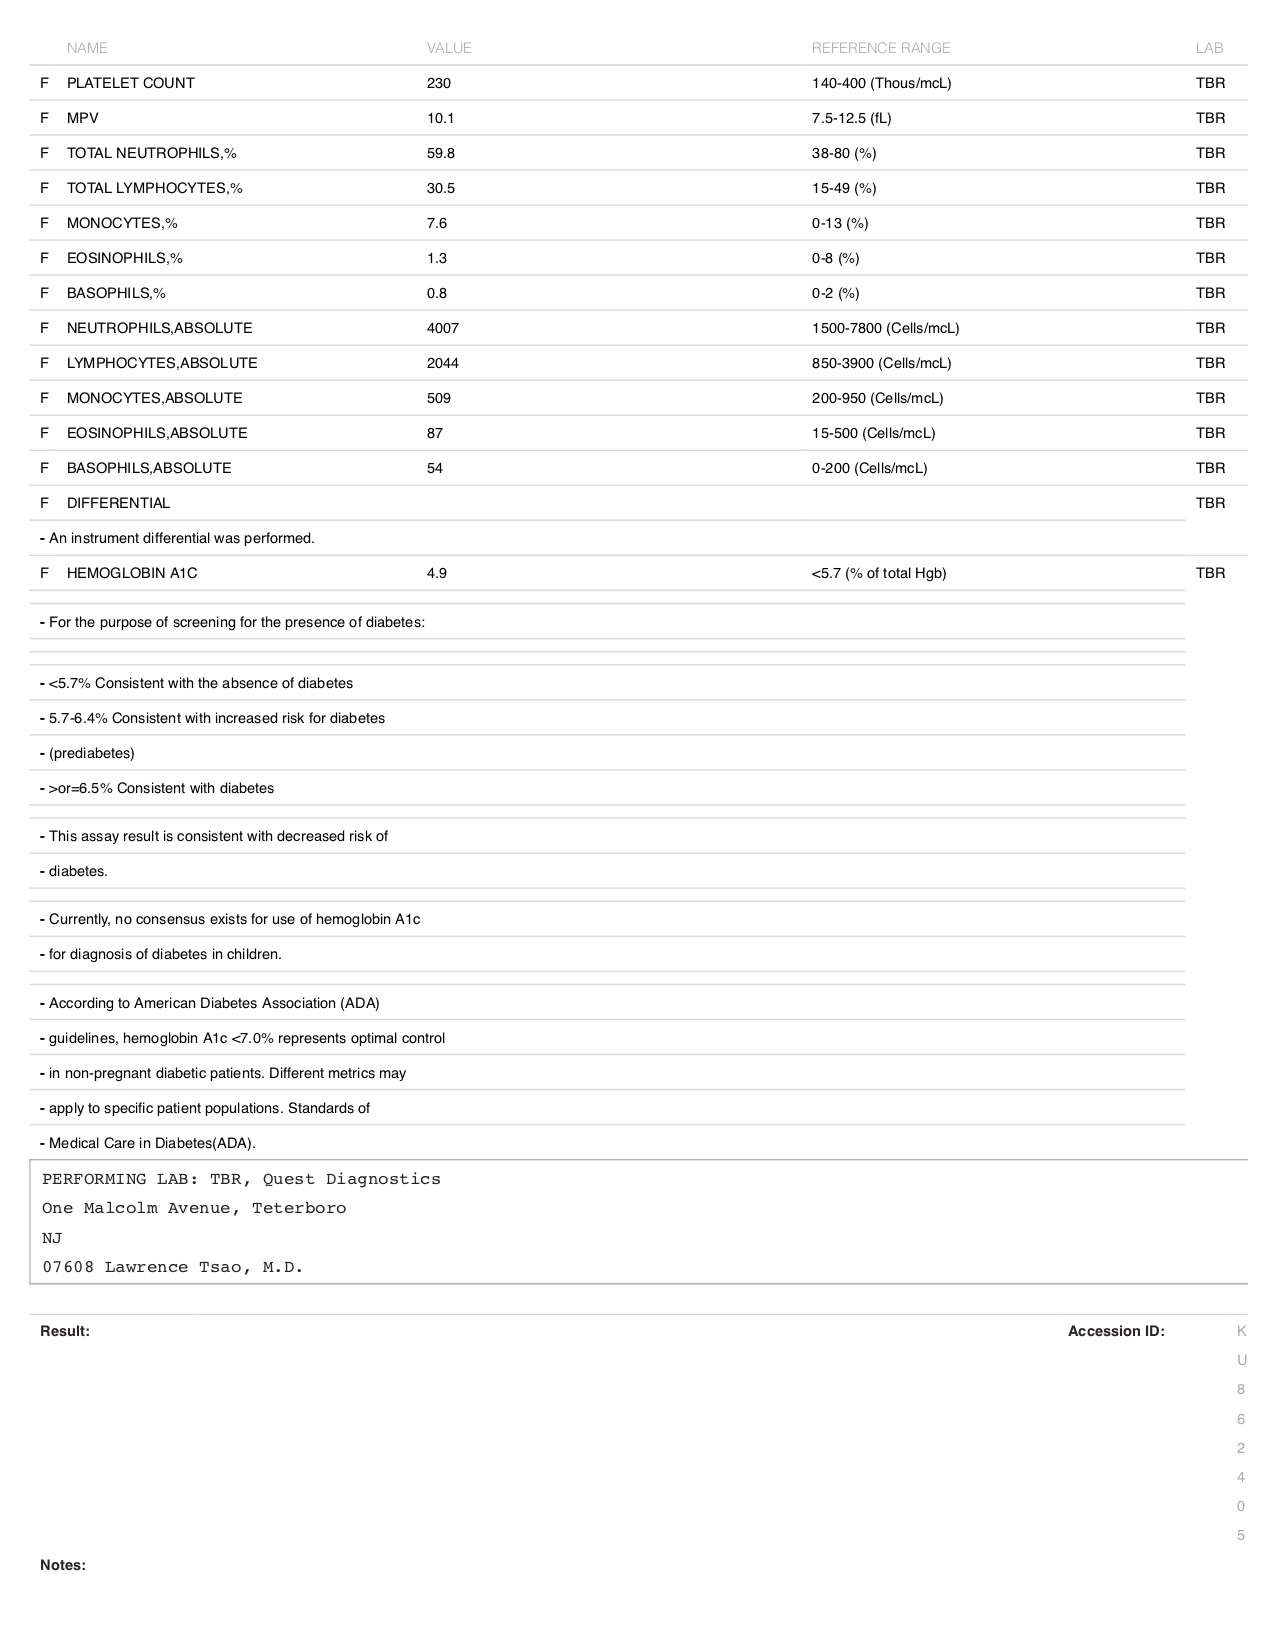 NAME VALUE REFERENCE RANGE LAB
F PLATELET COUNT 230 140-400 (Thous/mcL) TBR
F MPV 10.1 7.5-12.5 (fL) TBR
F TOTAL NEUTROPHILS,% 59.8 38-80 (%) TBR
F TOTAL LYMPHOCYTES,% 30.5 15-49 (%) TBR
F MONOCYTES,% 7.6 0-13 (%) TBR
F EOSINOPHILS,% 1.3 0-8 (%) TBR
F BASOPHILS,% 0.8 0-2 (%) TBR
F NEUTROPHILS,ABSOLUTE 4007 1500-7800 (Cells/mcL) TBR
F LYMPHOCYTES,ABSOLUTE 2044 850-3900 (Cells/mcL) TBR
F MONOCYTES,ABSOLUTE 509 200-950 (Cells/mcL) TBR
F EOSINOPHILS,ABSOLUTE 87 15-500 (Cells/mcL) TBR
F BASOPHILS,ABSOLUTE 54 0-200 (Cells/mcL) TBR
F DIFFERENTIAL TBR
- An instrument differential was performed.
F HEMOGLOBIN A1C 4.9 <5.7 (% of total Hgb) TBR
- For the purpose of screening for the presence of diabetes:
- <5.7% Consistent with the absence of diabetes
- 5.7-6.4% Consistent with increased risk for diabetes
- (prediabetes)
- >or=6.5% Consistent with diabetes
- This assay result is consistent with decreased risk of
- diabetes.
- Currently, no consensus exists for use of hemoglobin A1c
- for diagnosis of diabetes in children.
- According to American Diabetes Association (ADA)
- guidelines, hemoglobin A1c <7.0% represents optimal control
- in non-pregnant diabetic patients. Different metrics may
- apply to specific patient populations. Standards of
- Medical Care in Diabetes(ADA).
PERFORMING LAB: TBR, Quest Diagnostics
One Malcolm Avenue, Teterboro
NJ
07608 Lawrence Tsao, M.D.
Result: Accession ID: K
U
8
6
2
4
0
5
Notes: